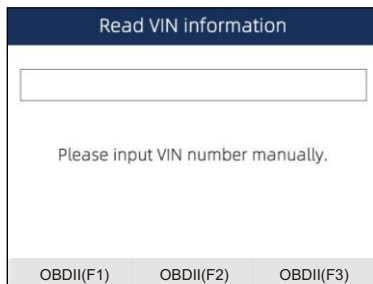 Read VIN information
Please input VIN number manually.
OBDII(F1) OBDII(F2) OBDII(F3)